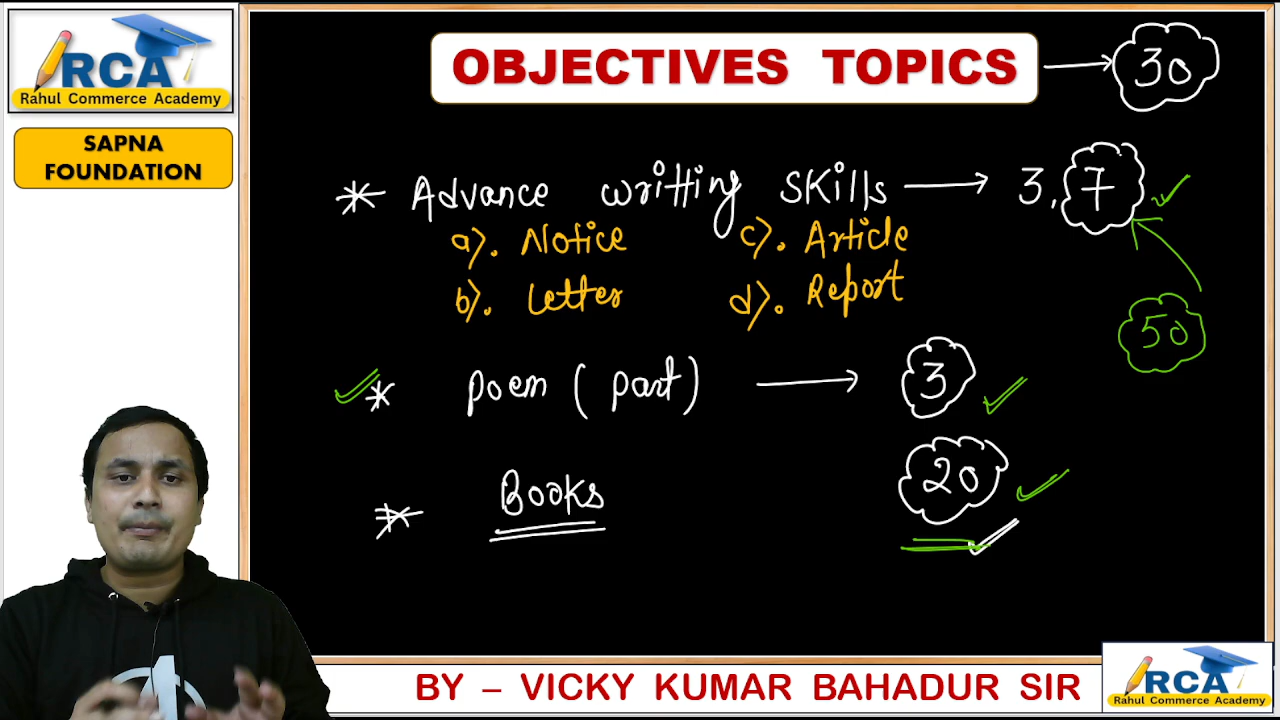 RCA
Rahul Commerce Academy
SAPNA
FOUNDATION
OBJECTIVES TOPICS → 30
* Advance writting skills → 3, 7
a). Notice c). Article
b). Letter d). Report
50
* Poem (part) → 3
* Books 20
BY – VICKY KUMAR BAHADUR SIR
RCA
Rahul Commerce Academy